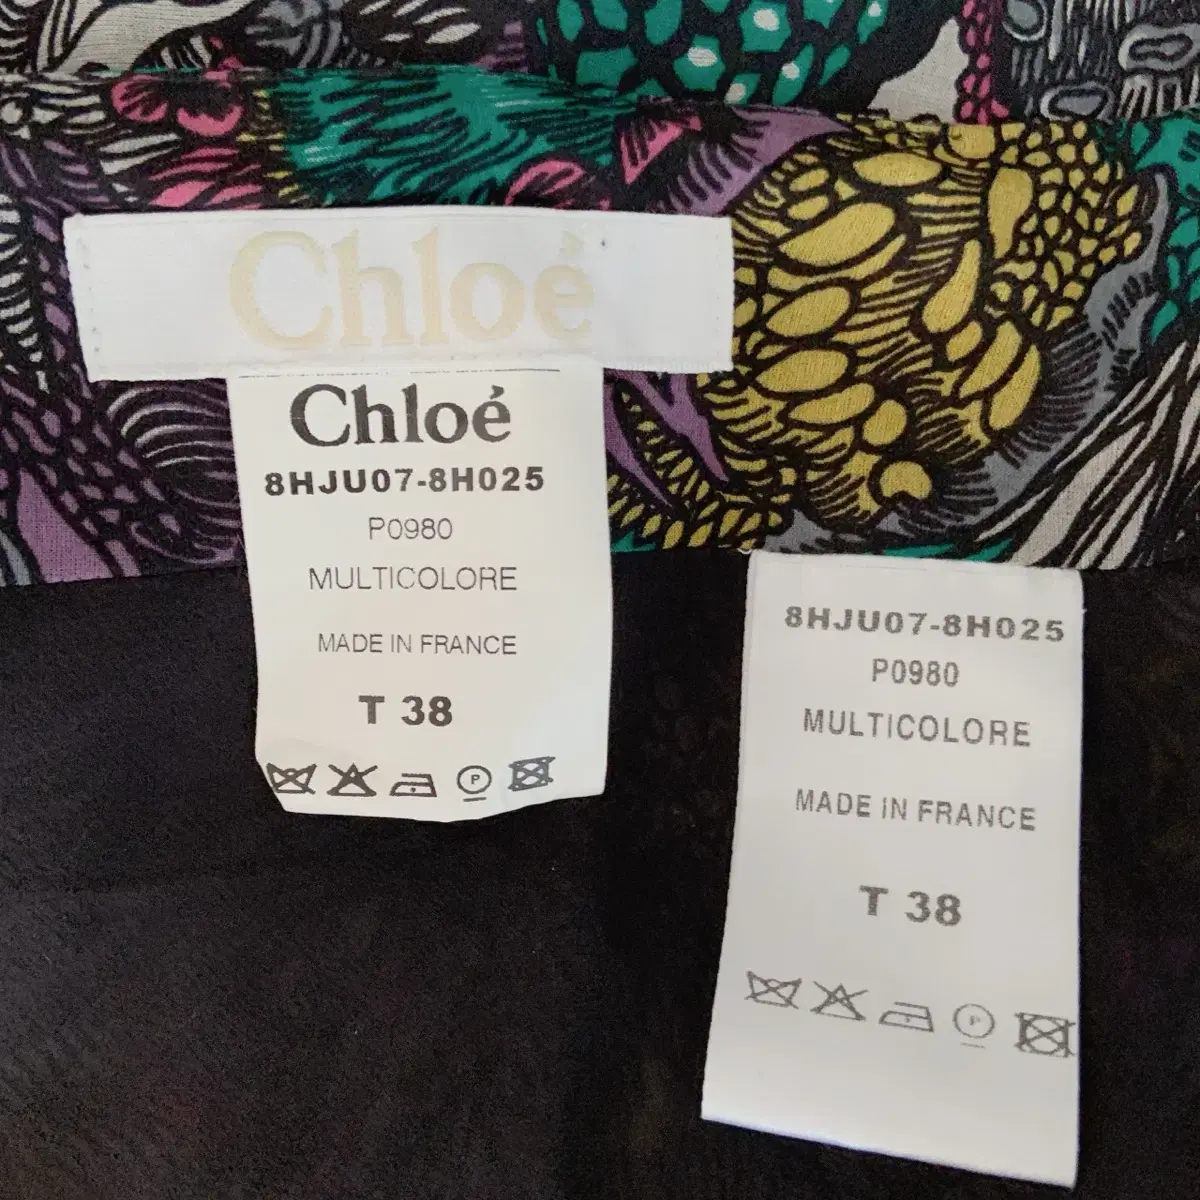 Chloé
Chloé
8HJU07-8H025
P0980
MULTICOLORE
MADE IN FRANCE
T 38
P
8HJU07-8H025
P0980
MULTICOLORE
MADE IN FRANCE
T 38
P